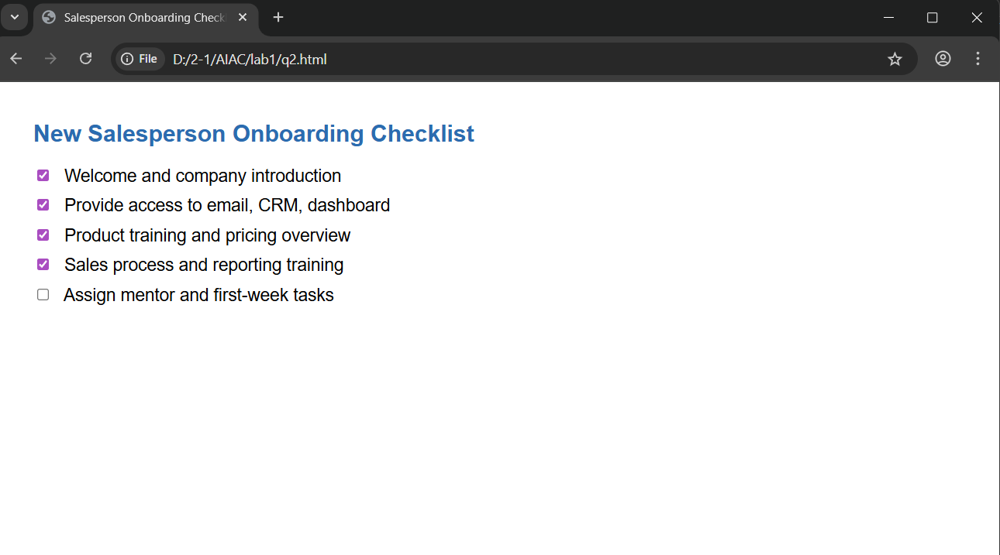 Salesperson Onboarding Check
File D:/2-1/AIAC/lab1/q2.html
New Salesperson Onboarding Checklist
Welcome and company introduction
Provide access to email, CRM, dashboard
Product training and pricing overview
Sales process and reporting training
Assign mentor and first-week tasks